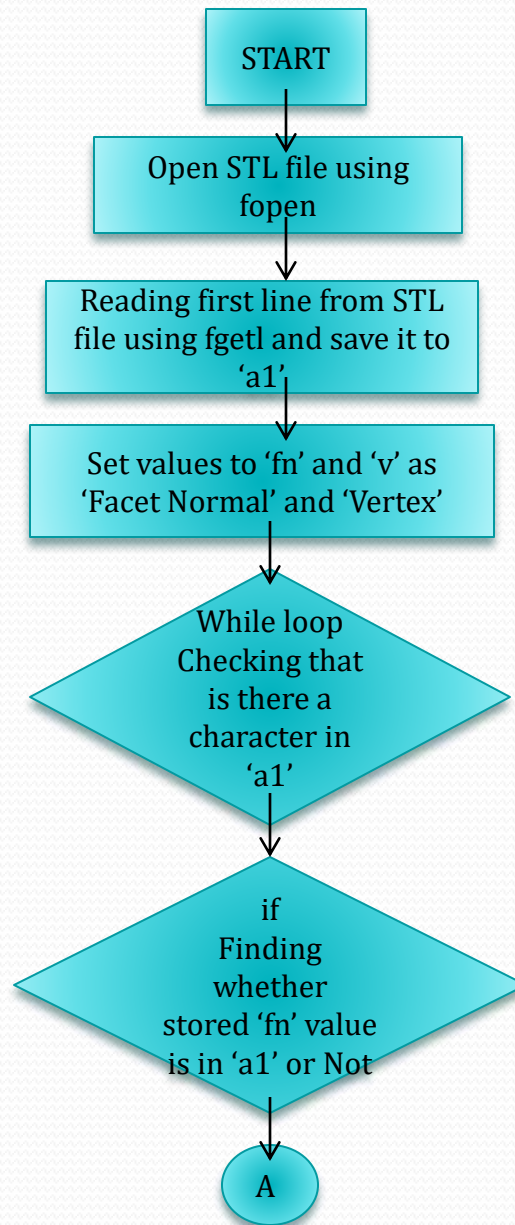 START
Open STL file using
fopen
Reading first line from STL
file using fgetl and save it to
‘a1’
Set values to ‘fn’ and ‘v’ as
‘Facet Normal’ and ‘Vertex’
While loop
Checking that
is there a
character in
‘a1’
if
Finding
whether
stored ‘fn’ value
is in ‘a1’ or Not
A